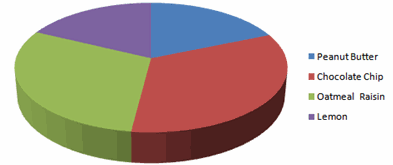 Peanut Butter
Chocolate Chip
Oatmeal Raisin
Lemon